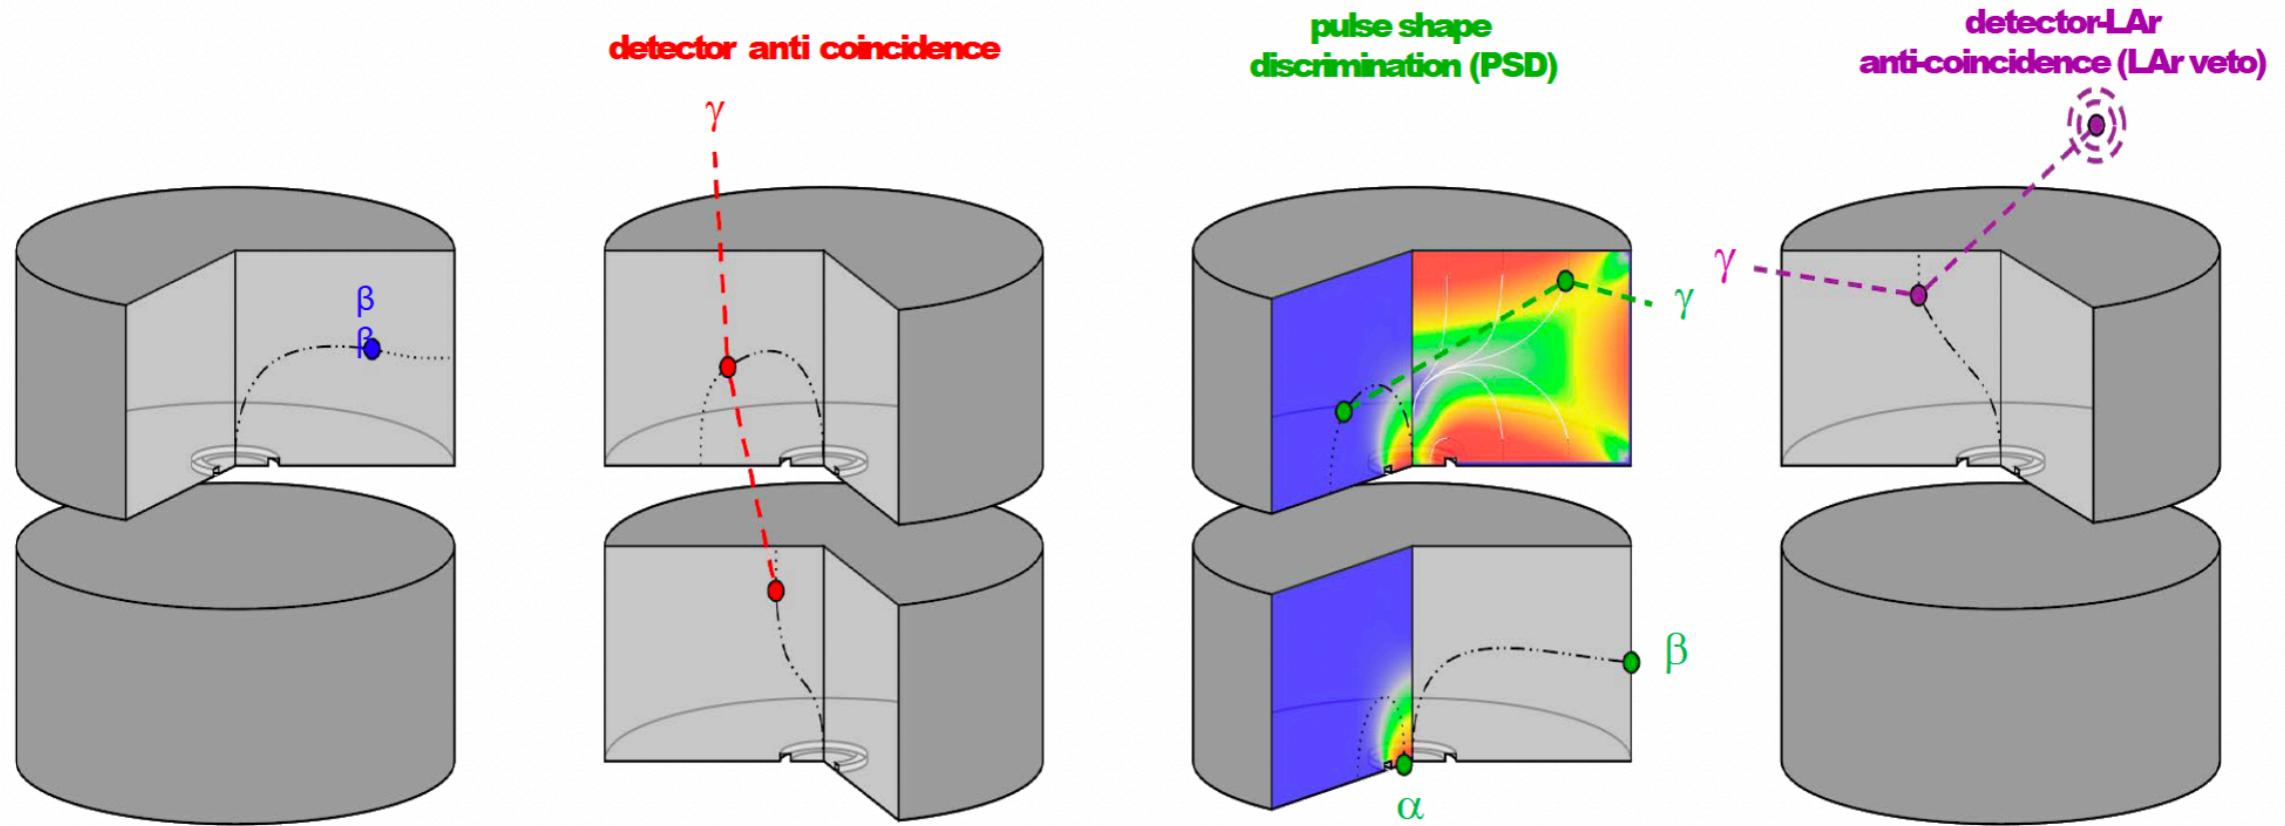 detector anti coincidence
pulse shape
discrimination (PSD)
detector-LAr
anti-coincidence (LAr veto)
γ
γ
γ
β
β
β
α